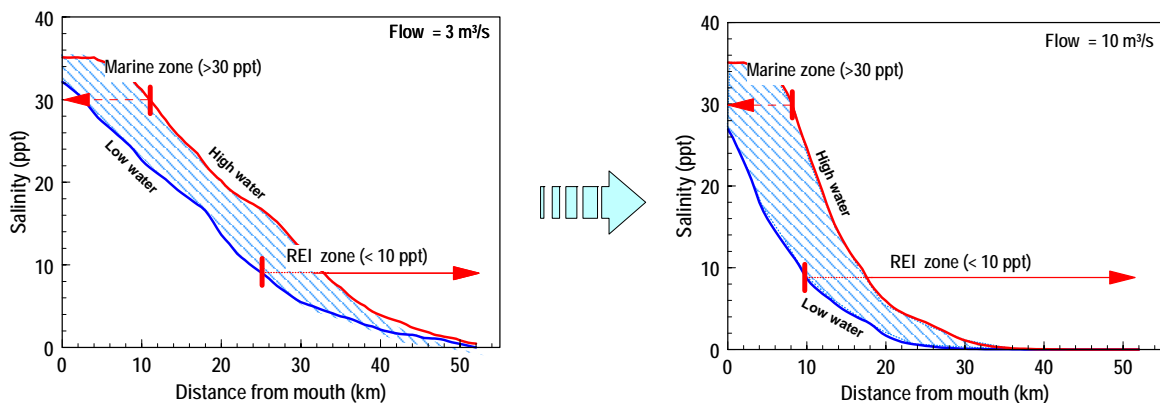 40
30
20
10
0
Salinity (ppt)
Flow = 3 m³/s
Marine zone (>30 ppt)
High water
Low water
REI zone (< 10 ppt)
0 10 20 30 40 50
Distance from mouth (km)
40
30
20
10
0
Salinity (ppt)
Flow = 10 m³/s
Marine zone (>30 ppt)
High water
REI zone (< 10 ppt)
Low water
0 10 20 30 40 50
Distance from mouth (km)